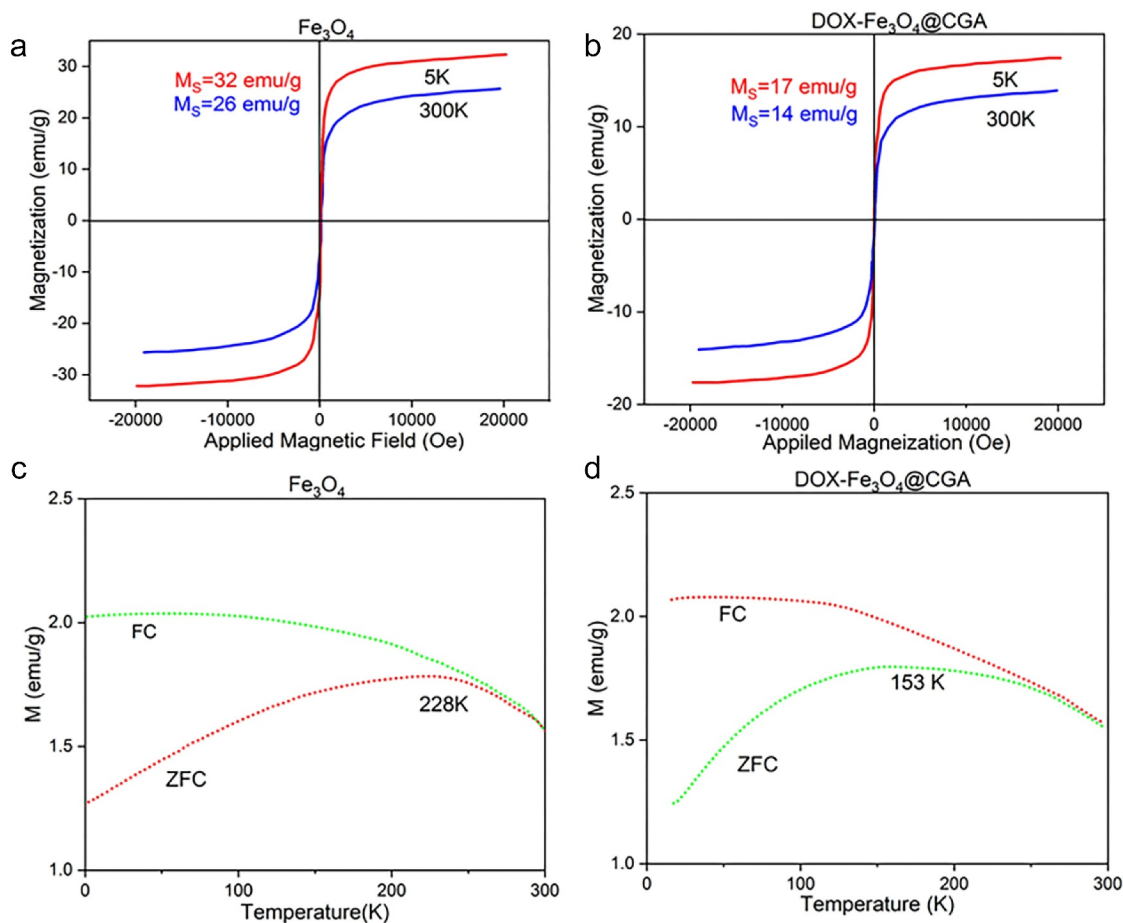 a
Fe₃O₄
M_S=32 emu/g
M_S=26 emu/g
5K
300K
Magnetization (emu/g)
30
20
10
0
-10
-20
-30
-20000 -10000 0 10000 20000
Applied Magnetic Field (Oe)
b
DOX-Fe₃O₄@CGA
M_S=17 emu/g
M_S=14 emu/g
5K
300K
Magnetization (emu/g)
20
10
0
-10
-20
-20000 -10000 0 10000 20000
Appiled Magneization (Oe)
c
Fe₃O₄
FC
228K
ZFC
M (emu/g)
2.5
2.0
1.5
1.0
0 100 200 300
Temperature(K)
d
DOX-Fe₃O₄@CGA
FC
153 K
ZFC
M (emu/g)
2.5
2.0
1.5
1.0
0 100 200 300
Temperature (K)